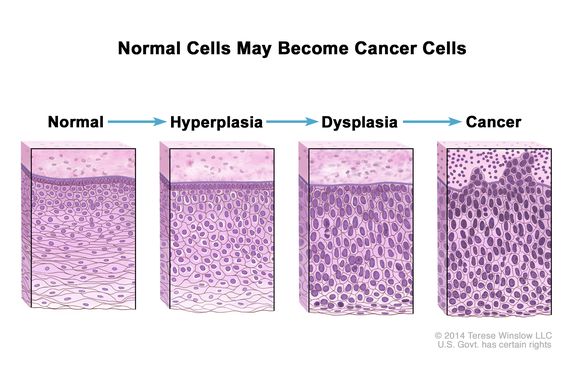 Normal Cells May Become Cancer Cells
Normal Hyperplasia Dysplasia Cancer
© 2014 Terese Winslow LLC
U.S. Govt. has certain rights